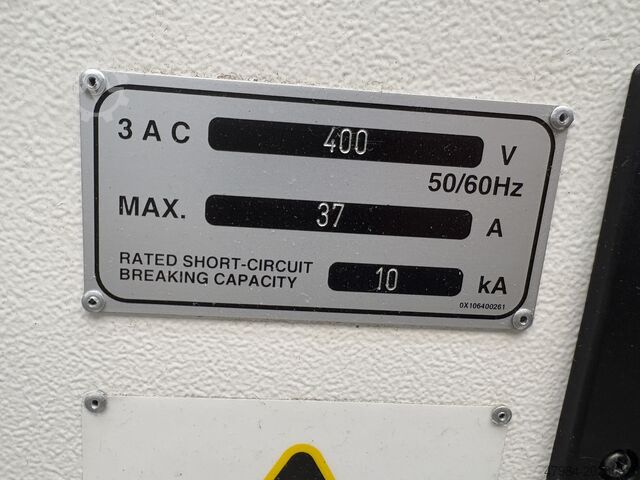 3 A C 400 V
50/60Hz
MAX. 37 A
RATED SHORT-CIRCUIT
BREAKING CAPACITY 10 kA
0X106400261